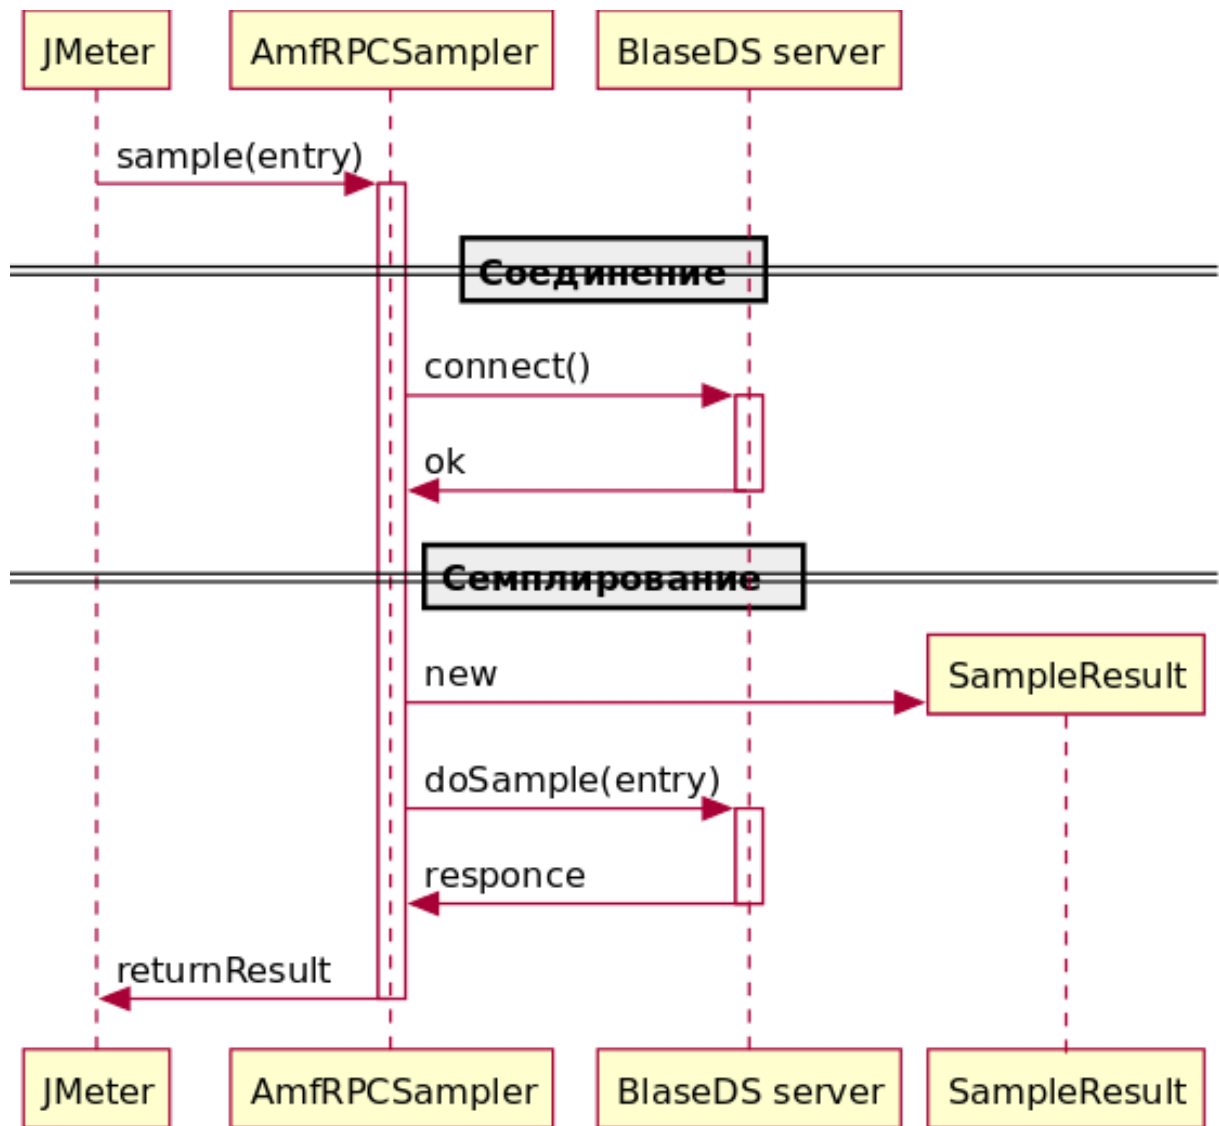 JMeter
AmfRPCSampler
BlaseDS server
sample(entry)
Соединение
connect()
ok
Семплирование
new
SampleResult
doSample(entry)
responce
returnResult
JMeter
AmfRPCSampler
BlaseDS server
SampleResult